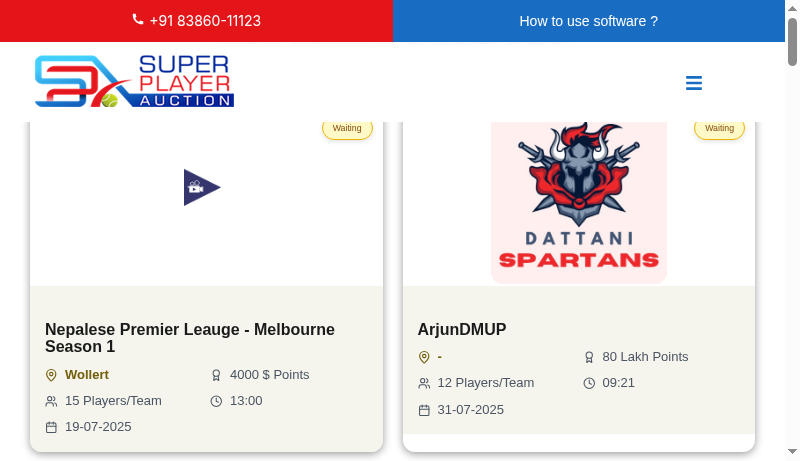 +91 83860-11123
How to use software ?
SUPER
PLAYER
AUCTION
Waiting
Waiting
DATTANI
SPARTANS
Nepalese Premier Leauge - Melbourne
Season 1
Wollert
4000 $ Points
15 Players/Team
13:00
19-07-2025
ArjunDMUP
-
80 Lakh Points
12 Players/Team
09:21
31-07-2025